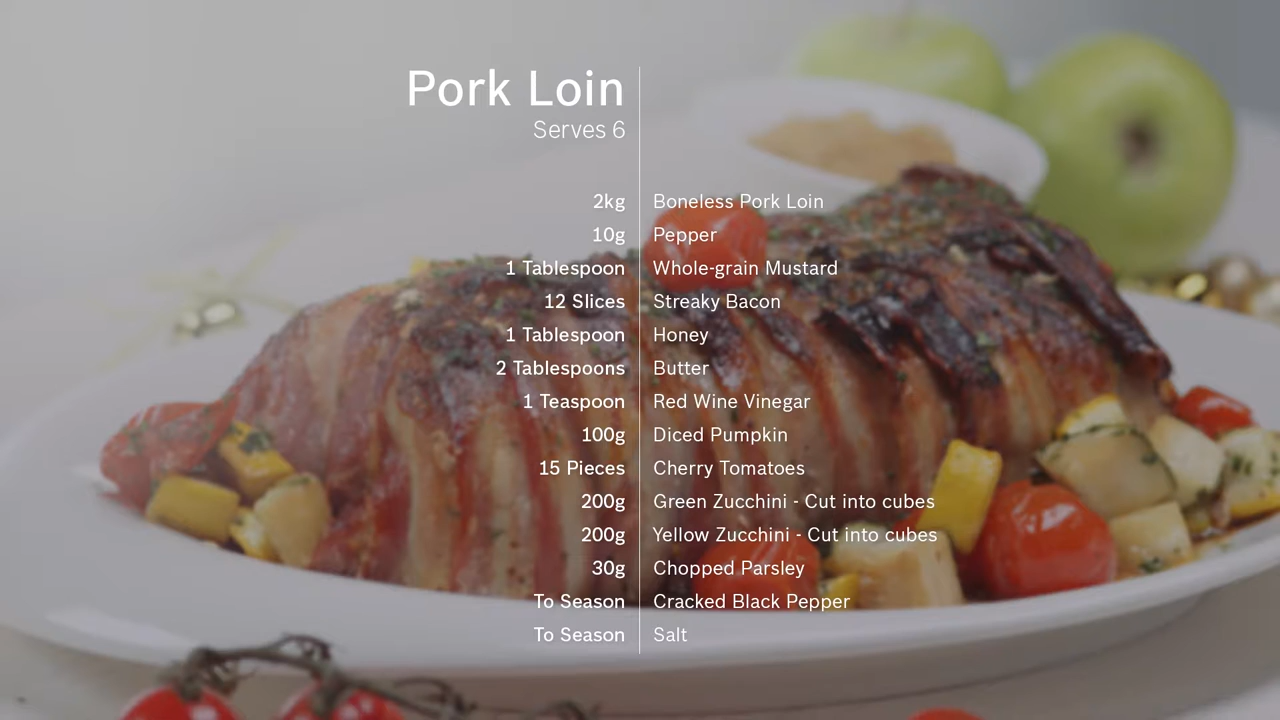 Pork Loin
Serves 6
2kg Boneless Pork Loin
10g Pepper
1 Tablespoon Whole-grain Mustard
12 Slices Streaky Bacon
1 Tablespoon Honey
2 Tablespoons Butter
1 Teaspoon Red Wine Vinegar
100g Diced Pumpkin
15 Pieces Cherry Tomatoes
200g Green Zucchini - Cut into cubes
200g Yellow Zucchini - Cut into cubes
30g Chopped Parsley
To Season Cracked Black Pepper
To Season Salt